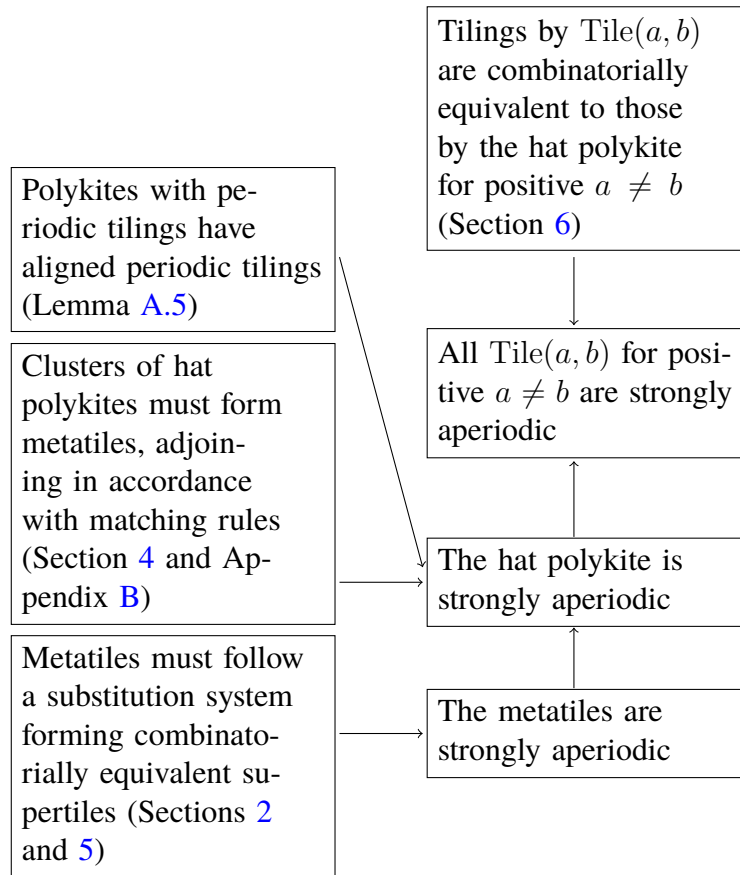 Tilings by Tile(a, b)
are combinatorially
equivalent to those
by the hat polykite
for positive a ≠ b
(Section 6)
Polykites with pe-
riodic tilings have
aligned periodic tilings
(Lemma A.5)
All Tile(a, b) for posi-
tive a ≠ b are strongly
aperiodic
Clusters of hat
polykites must form
metatiles, adjoin-
ing in accordance
with matching rules
(Section 4 and Ap-
pendix B)
The hat polykite is
strongly aperiodic
Metatiles must follow
a substitution system
forming combinato-
rially equivalent su-
pertiles (Sections 2
and 5)
The metatiles are
strongly aperiodic